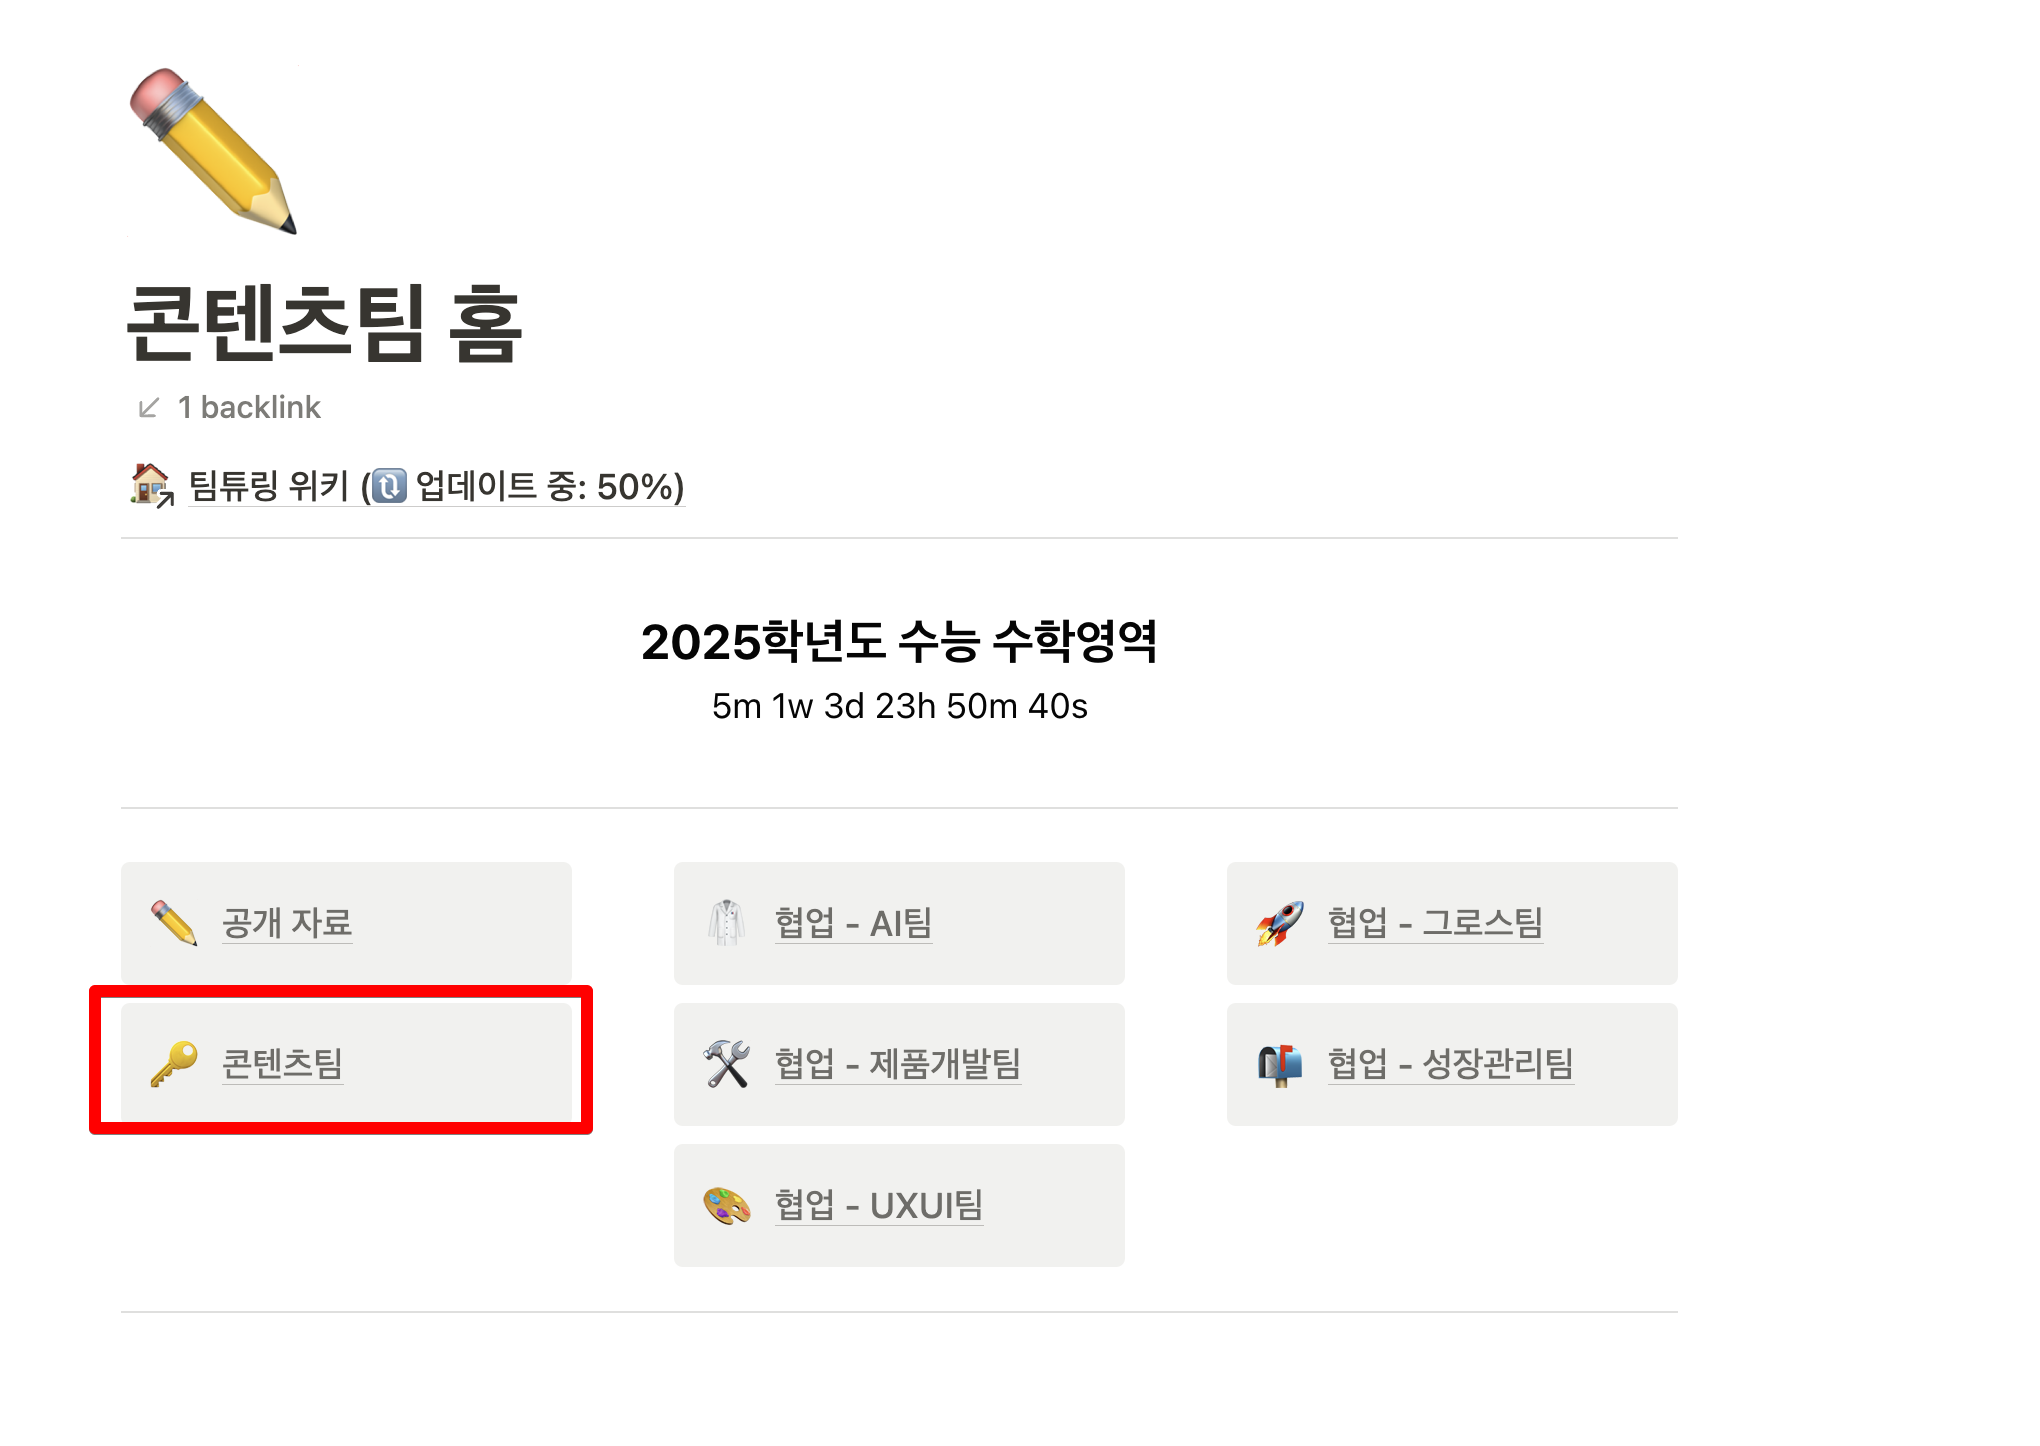 콘텐츠팀 홈
1 backlink
팀튜링 위키 (🔃 업데이트 중: 50%)
2025학년도 수능 수학영역
5m 1w 3d 23h 50m 40s
공개 자료
콘텐츠팀
협업 - AI팀
협업 - 제품개발팀
협업 - UXUI팀
협업 - 그로스팀
협업 - 성장관리팀